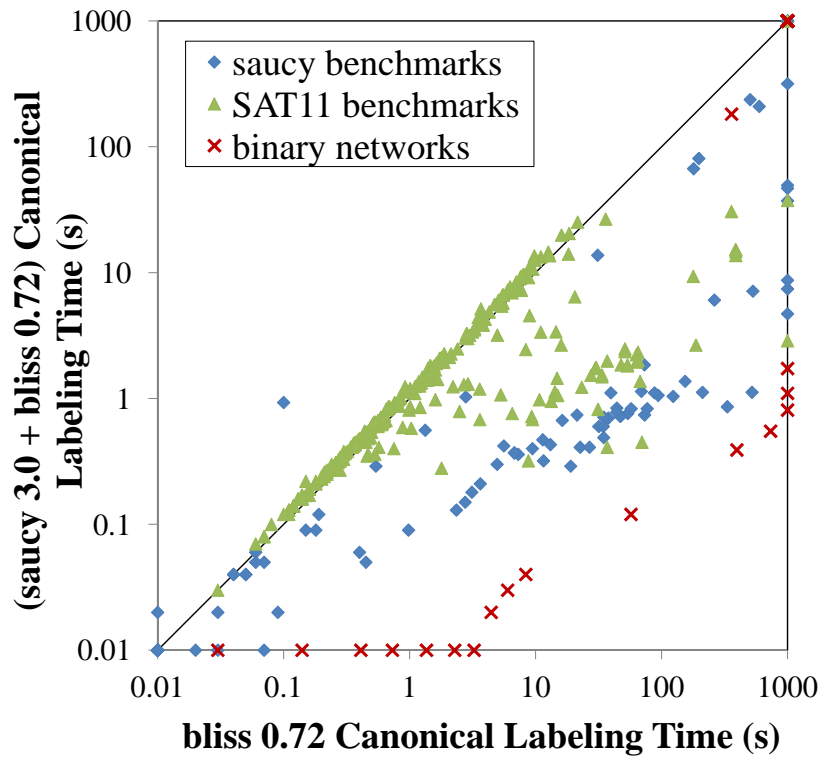 (saucy 3.0 + bliss 0.72) Canonical
Labeling Time (s)
1000
100
10
1
0.1
0.01
saucy benchmarks
SAT11 benchmarks
binary networks
0.01
0.1
1
10
100
1000
bliss 0.72 Canonical Labeling Time (s)